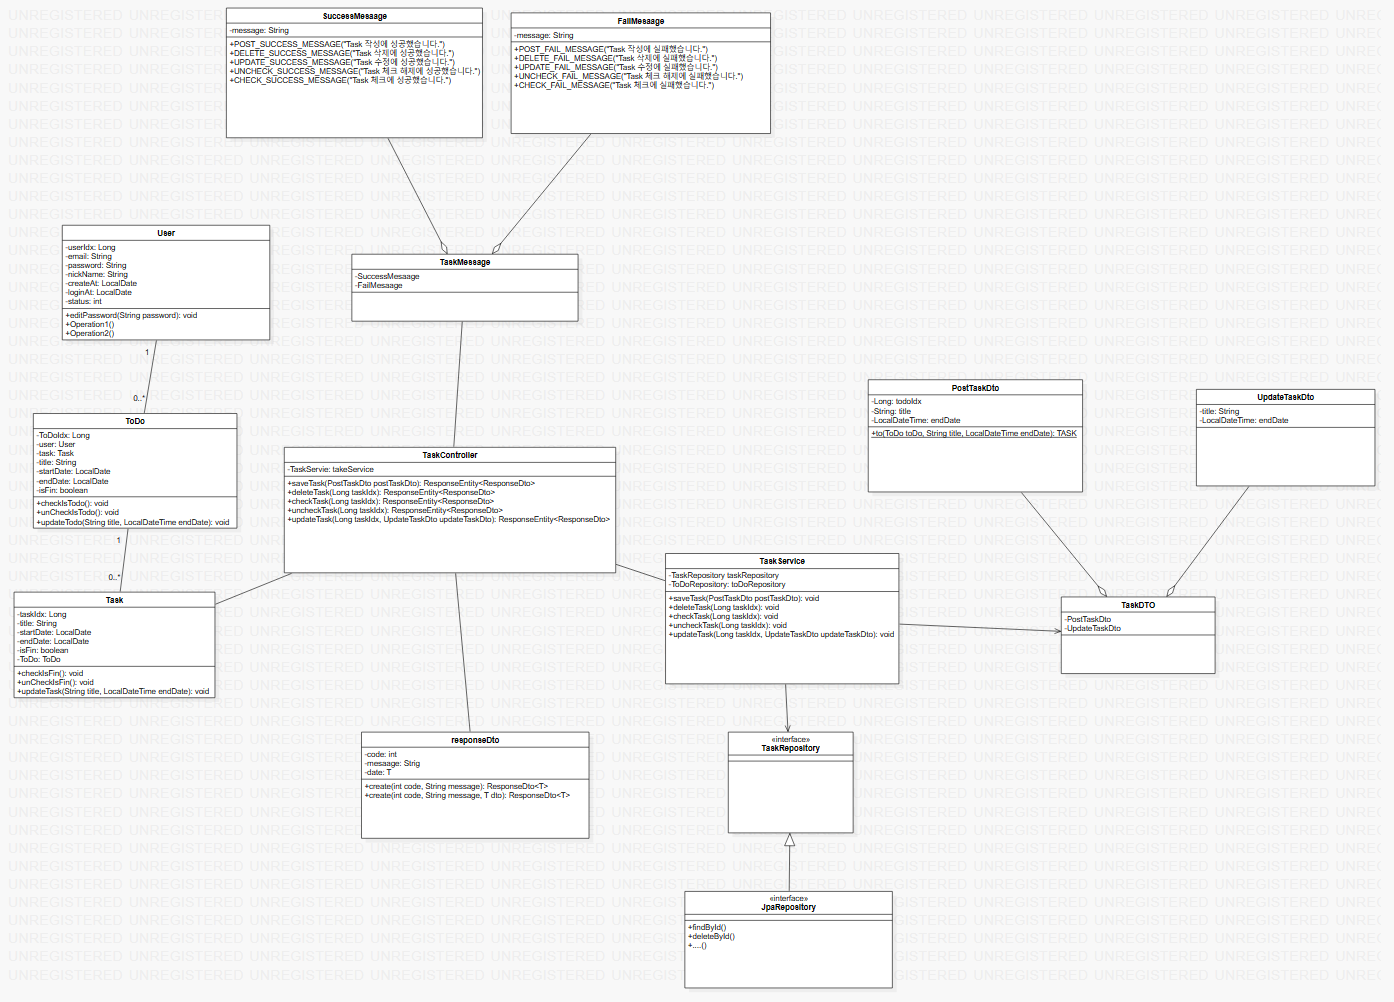 SuccessMesaage
-message: String
+POST_SUCCESS_MESSAGE("Task 작성에 성공했습니다.")
+DELETE_SUCCESS_MESSAGE("Task 삭제에 성공했습니다.")
+UPDATE_SUCCESS_MESSAGE("Task 수정에 성공했습니다.")
+UNCHECK_SUCCESS_MESSAGE("Task 체크 해제에 성공했습니다.")
+CHECK_SUCCESS_MESSAGE("Task 체크에 성공했습니다.")
FailMesaage
-message: String
+POST_FAIL_MESSAGE("Task 작성에 실패했습니다.")
+DELETE_FAIL_MESSAGE("Task 삭제에 실패했습니다.")
+UPDATE_FAIL_MESSAGE("Task 수정에 실패했습니다.")
+UNCHECK_FAIL_MESSAGE("Task 체크 해제에 실패했습니다.")
+CHECK_FAIL_MESSAGE("Task 체크에 실패했습니다.")
User
-userIdx: Long
-email: String
-password: String
-nickName: String
-createAt: LocalDate
-loginAt: LocalDate
-status: int
+editPassword(String password): void
+Operation1()
+Operation2()
TaskMessage
-SuccessMesaage
-FailMesaage
1
0..*
ToDo
-ToDoIdx: Long
-user: User
-task: Task
-title: String
-startDate: LocalDate
-endDate: LocalDate
-isFin: boolean
+checkIsTodo(): void
+unCheckIsTodo(): void
+updateTodo(String title, LocalDateTime endDate): void
1
0..*
Task
-taskIdx: Long
-title: String
-startDate: LocalDate
-endDate: LocalDate
-isFin: boolean
-ToDo: ToDo
+checkIsFin(): void
+unCheckIsFin(): void
+updateTask(String title, LocalDateTime endDate): void
TaskController
-TaskServie: takeService
+saveTask(PostTaskDto postTaskDto): ResponseEntity<ResponseDto>
+deleteTask(Long taskIdx): ResponseEntity<ResponseDto>
+checkTask(Long taskIdx): ResponseEntity<ResponseDto>
+uncheckTask(Long taskIdx): ResponseEntity<ResponseDto>
+updateTask(Long taskIdx, UpdateTaskDto updateTaskDto): ResponseEntity<ResponseDto>
PostTaskDto
-Long: todoIdx
-String: title
-LocalDateTime: endDate
+to(ToDo toDo, String title, LocalDateTime endDate): TASK
UpdateTaskDto
-title: String
-LocalDateTime: endDate
TaskService
-TaskRepository taskRepository
-ToDoRepository: toDoRepository
+saveTask(PostTaskDto postTaskDto): void
+deleteTask(Long taskIdx): void
+checkTask(Long taskIdx): void
+uncheckTask(Long taskIdx): void
+updateTask(Long taskIdx, UpdateTaskDto updateTaskDto): void
TaskDTO
-PostTaskDto
-UpdateTaskDto
responseDto
-code: int
-mesaage: Strig
-date: T
+create(int code, String message): ResponseDto<T>
+create(int code, String message, T dto): ResponseDto<T>
«interface»
TaskRepository
«interface»
JpaRepository
+findById()
+deleteById()
+....()
UNREGISTERED